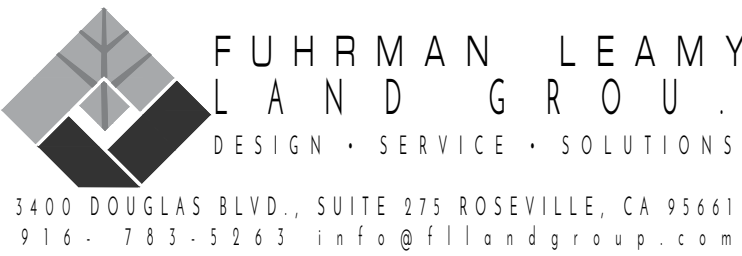 FUHRMAN LEAMY
LAND GROU.
DESIGN • SERVICE • SOLUTIONS
3400 DOUGLAS BLVD., SUITE 275 ROSEVILLE, CA 95661
916- 783-5263 info@fllandgroup.com